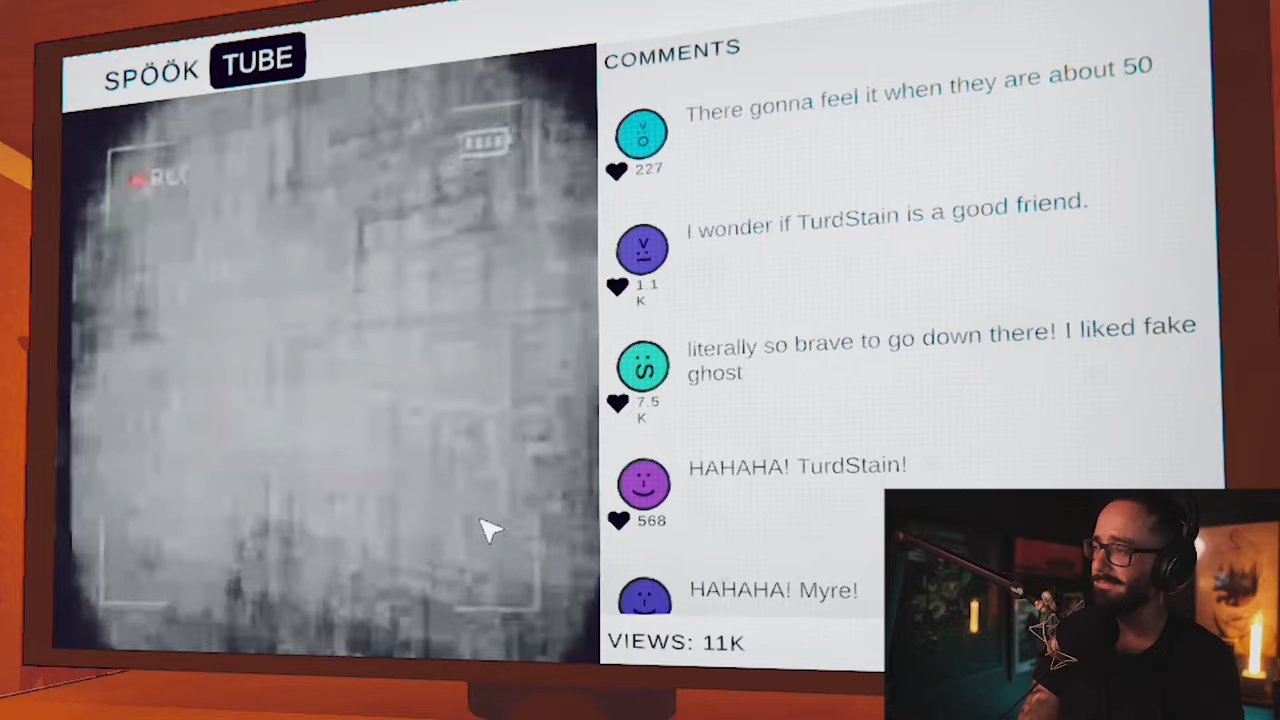 SPÖÖK TUBE
COMMENTS
There gonna feel it when they are about 50
227
I wonder if TurdStain is a good friend.
1.1
K
literally so brave to go down there! I liked fake
ghost
7.5
K
HAHAHA! TurdStain!
568
HAHAHA! Myre!
VIEWS: 11K